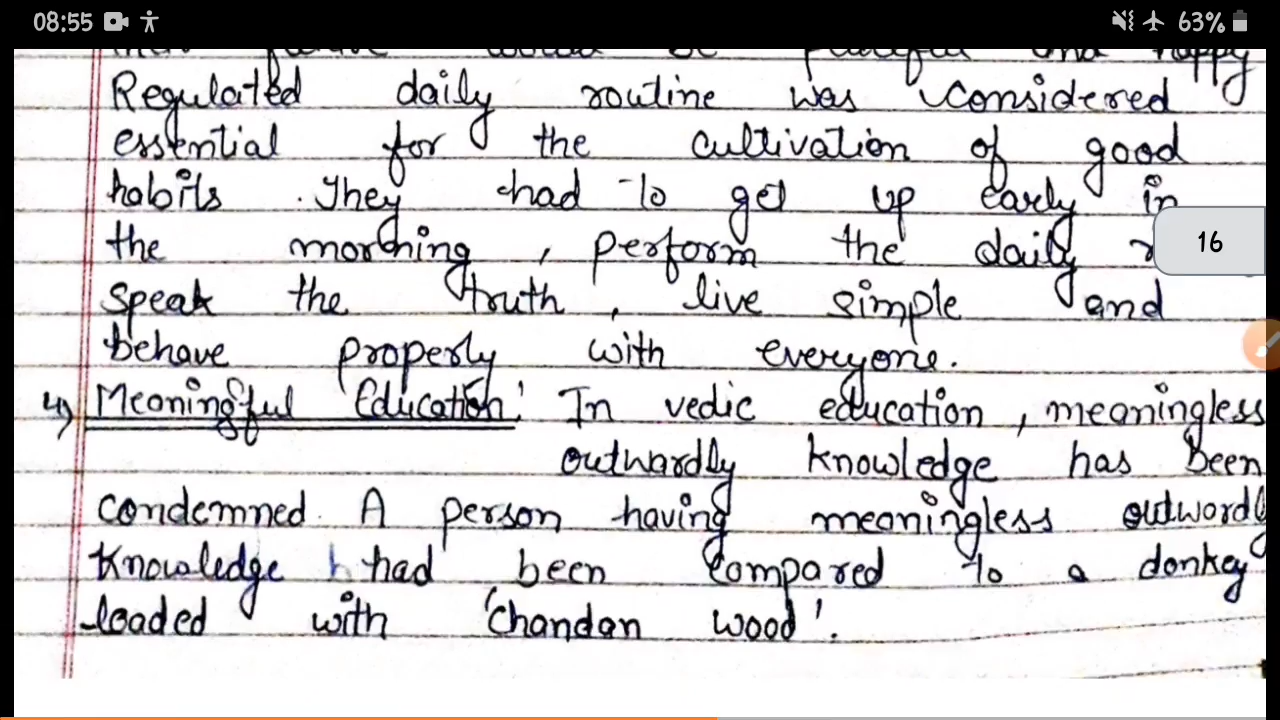 08:55 63%
and happy
Regulated daily routine was considered
essential for the cultivation of good
habits. They had to get up early in
the morning, perform the daily
16
speak the truth, live simple and
behave properly with everyone.
4) Meaningful Education: In vedic education, meaningless
outwardly knowledge has been
condemned. A person having meaningless outwordly
knowledge had been compared to a donkey
loaded with 'Chandan wood'.